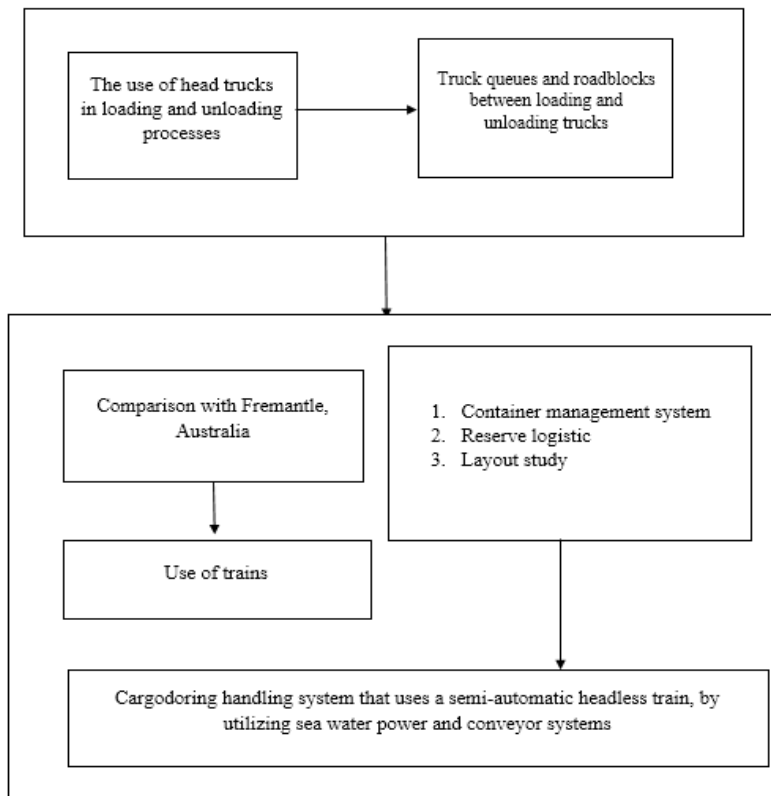 The use of head trucks
in loading and unloading
processes
Truck queues and roadblocks
between loading and
unloading trucks
Comparison with Fremantle,
Australia
1. Container management system
2. Reserve logistic
3. Layout study
Use of trains
Cargodoring handling system that uses a semi-automatic headless train, by
utilizing sea water power and conveyor systems